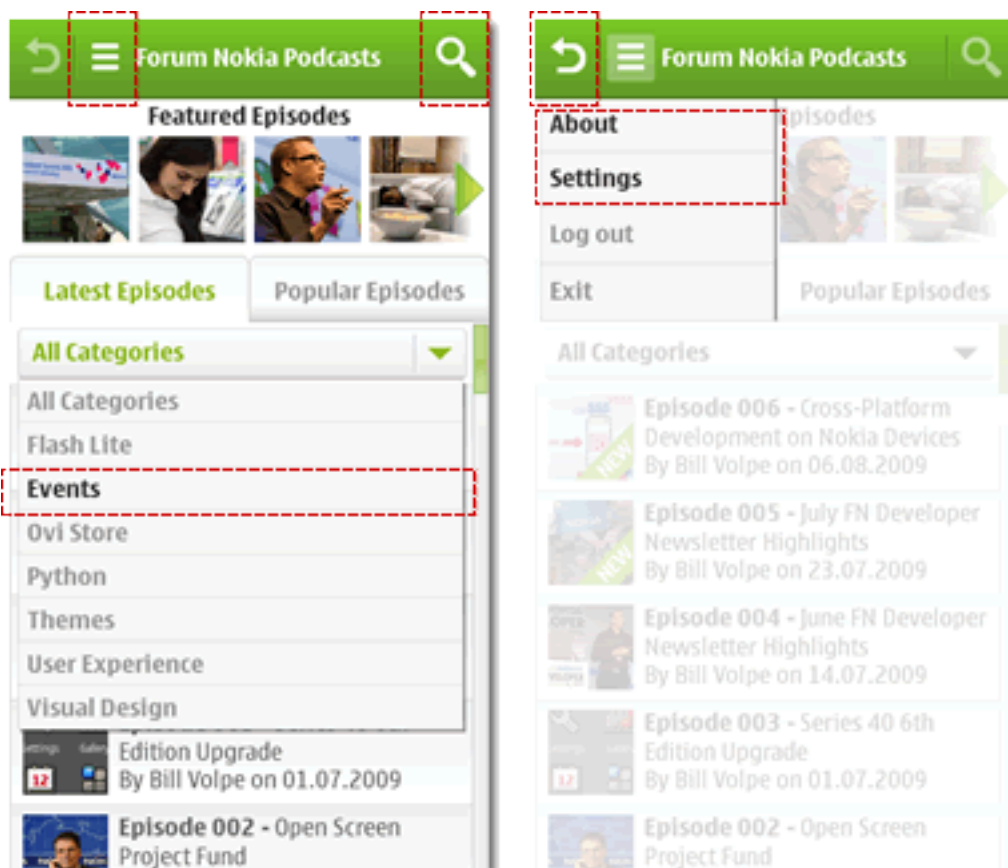 Forum Nokia Podcasts
Featured Episodes
Latest Episodes
Popular Episodes
All Categories
All Categories
Flash Lite
Events
Ovi Store
Python
Themes
User Experience
Visual Design
Edition Upgrade
By Bill Volpe on 01.07.2009
Episode 002 - Open Screen
Project Fund
Forum Nokia Podcasts
About
Settings
Log out
Exit
Episodes
Popular Episodes
All Categories
Episode 006 - Cross-Platform
Development on Nokia Devices
By Bill Volpe on 06.08.2009
NEW
Episode 005 - July FN Developer
Newsletter Highlights
By Bill Volpe on 23.07.2009
NEW
Episode 004 - June FN Developer
Newsletter Highlights
By Bill Volpe on 14.07.2009
Episode 003 - Series 40 6th
Edition Upgrade
By Bill Volpe on 01.07.2009
12
Episode 002 - Open Screen
Project Fund